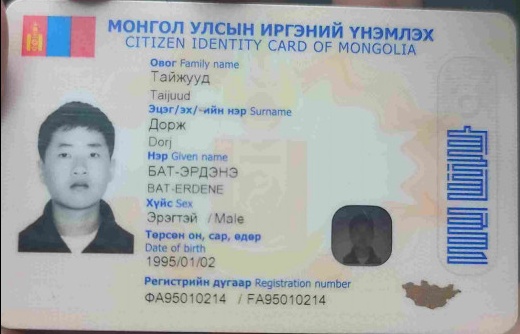 МОНГОЛ УЛСЫН ИРГЭНИЙ ҮНЭМЛЭХ
CITIZEN IDENTITY CARD OF MONGOLIA
Овог Family name
Тайжууд
Taijuud
Эцэг/эх/-ийн нэр Surname
Дорж
Dorj
Нэр Given name
БАТ-ЭРДЭНЭ
BAT-ERDENE
Хүйс Sex
Эрэгтэй / Male
Төрсөн он, сар, өдөр
Date of birth
1995/01/02
Регистрийн дугаар Registration number
ФА95010214 / FA95010214